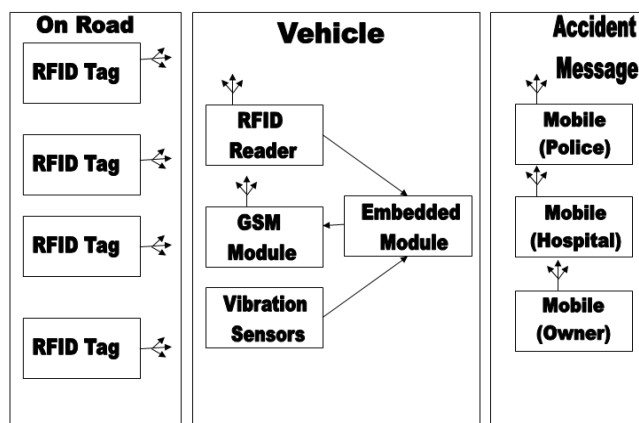 On Road
RFID Tag
RFID Tag
RFID Tag
RFID Tag
Vehicle
RFID
Reader
GSM
Module
Embedded
Module
Vibration
Sensors
Accident
Message
Mobile
(Police)
Mobile
(Hospital)
Mobile
(Owner)